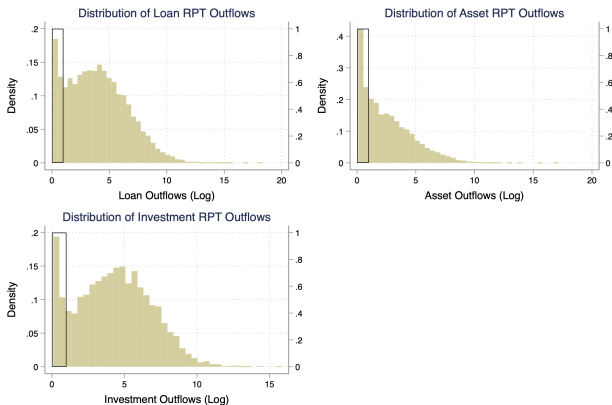 Distribution of Loan RPT Outflows
.2
.15
.1
.05
0
1
.8
.6
.4
.2
0
Density
0 5 10 15 20
Loan Outflows (Log)
Distribution of Asset RPT Outflows
.4
.3
.2
.1
0
1
.8
.6
.4
.2
0
Density
0 5 10 15 20
Asset Outflows (Log)
Distribution of Investment RPT Outflows
.2
.15
.1
.05
0
1
.8
.6
.4
.2
0
Density
0 5 10 15
Investment Outflows (Log)